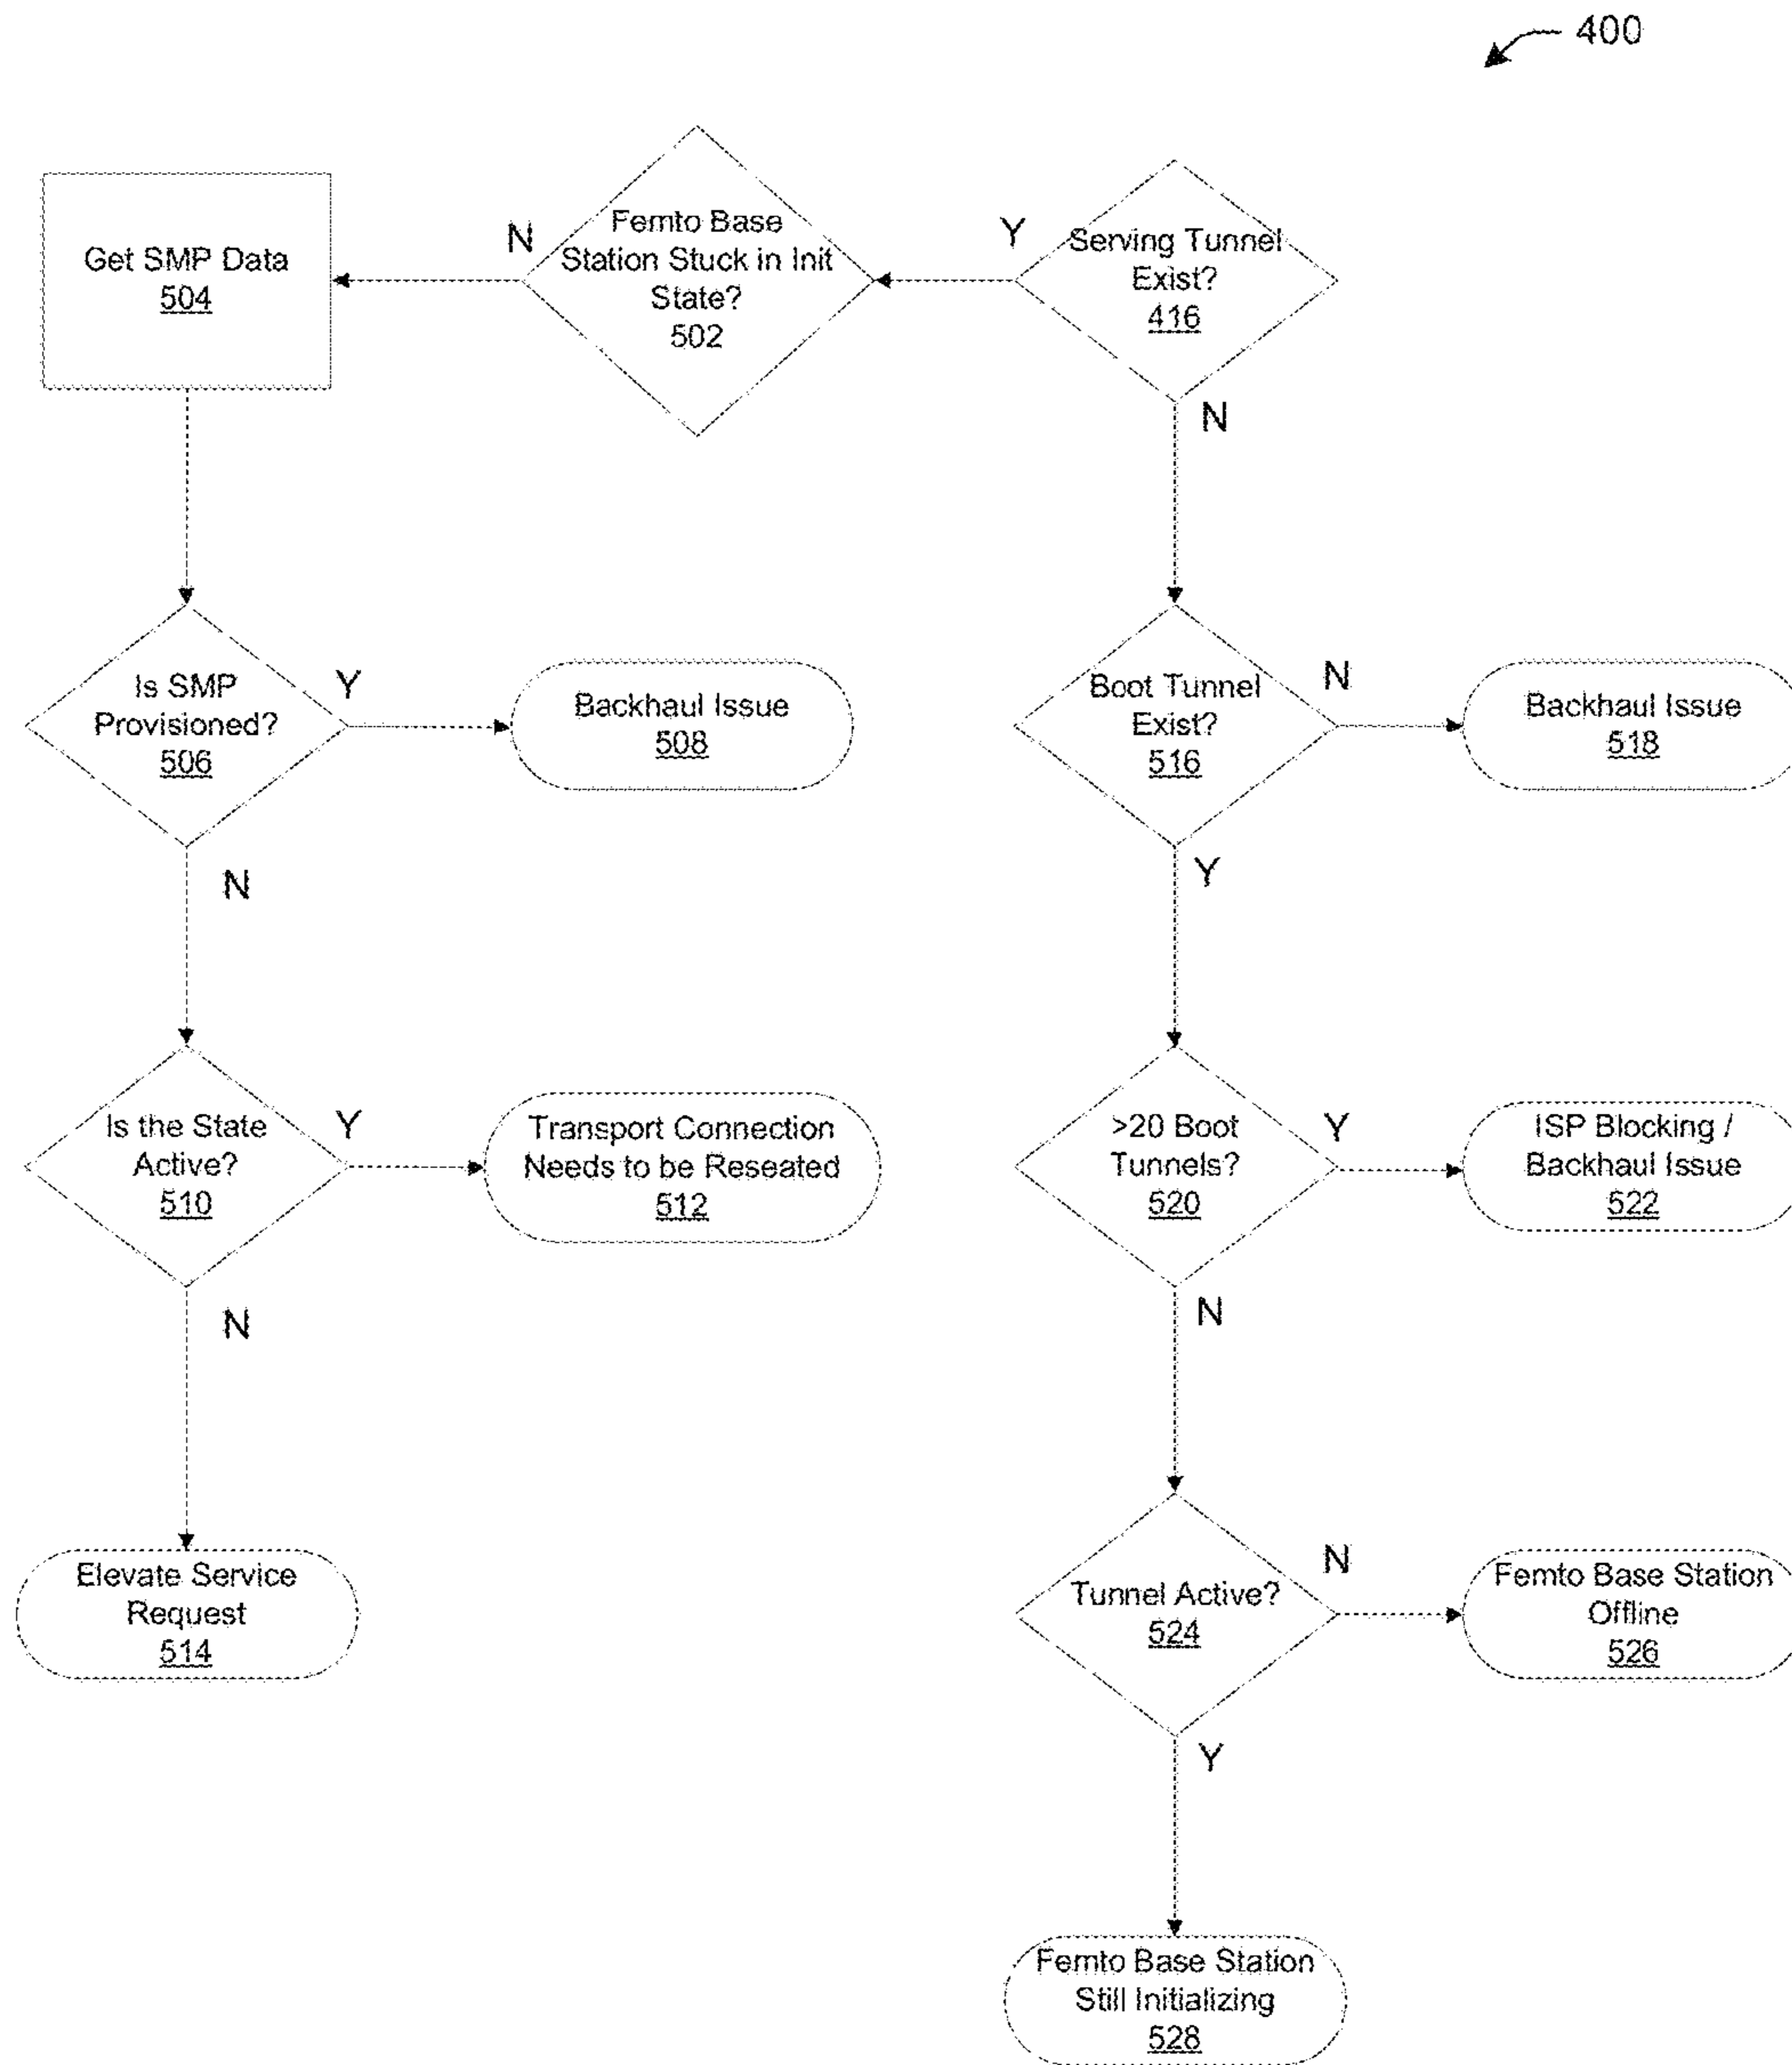 400
Get SMP Data
504
N
Femto Base
Station Stuck in Init
State?
502
Y
Serving Tunnel
Exist?
416
N
Is SMP
Provisioned?
506
Y
Backhaul Issue
508
Boot Tunnel
Exist?
516
N
Backhaul Issue
518
N
Y
Is the State
Active?
510
Y
Transport Connection
Needs to be Reseated
512
>20 Boot
Tunnels?
520
Y
ISP Blocking /
Backhaul Issue
522
N
N
Elevate Service
Request
514
Tunnel Active?
524
N
Femto Base Station
Offline
526
Y
Femto Base Station
Still Initializing
528